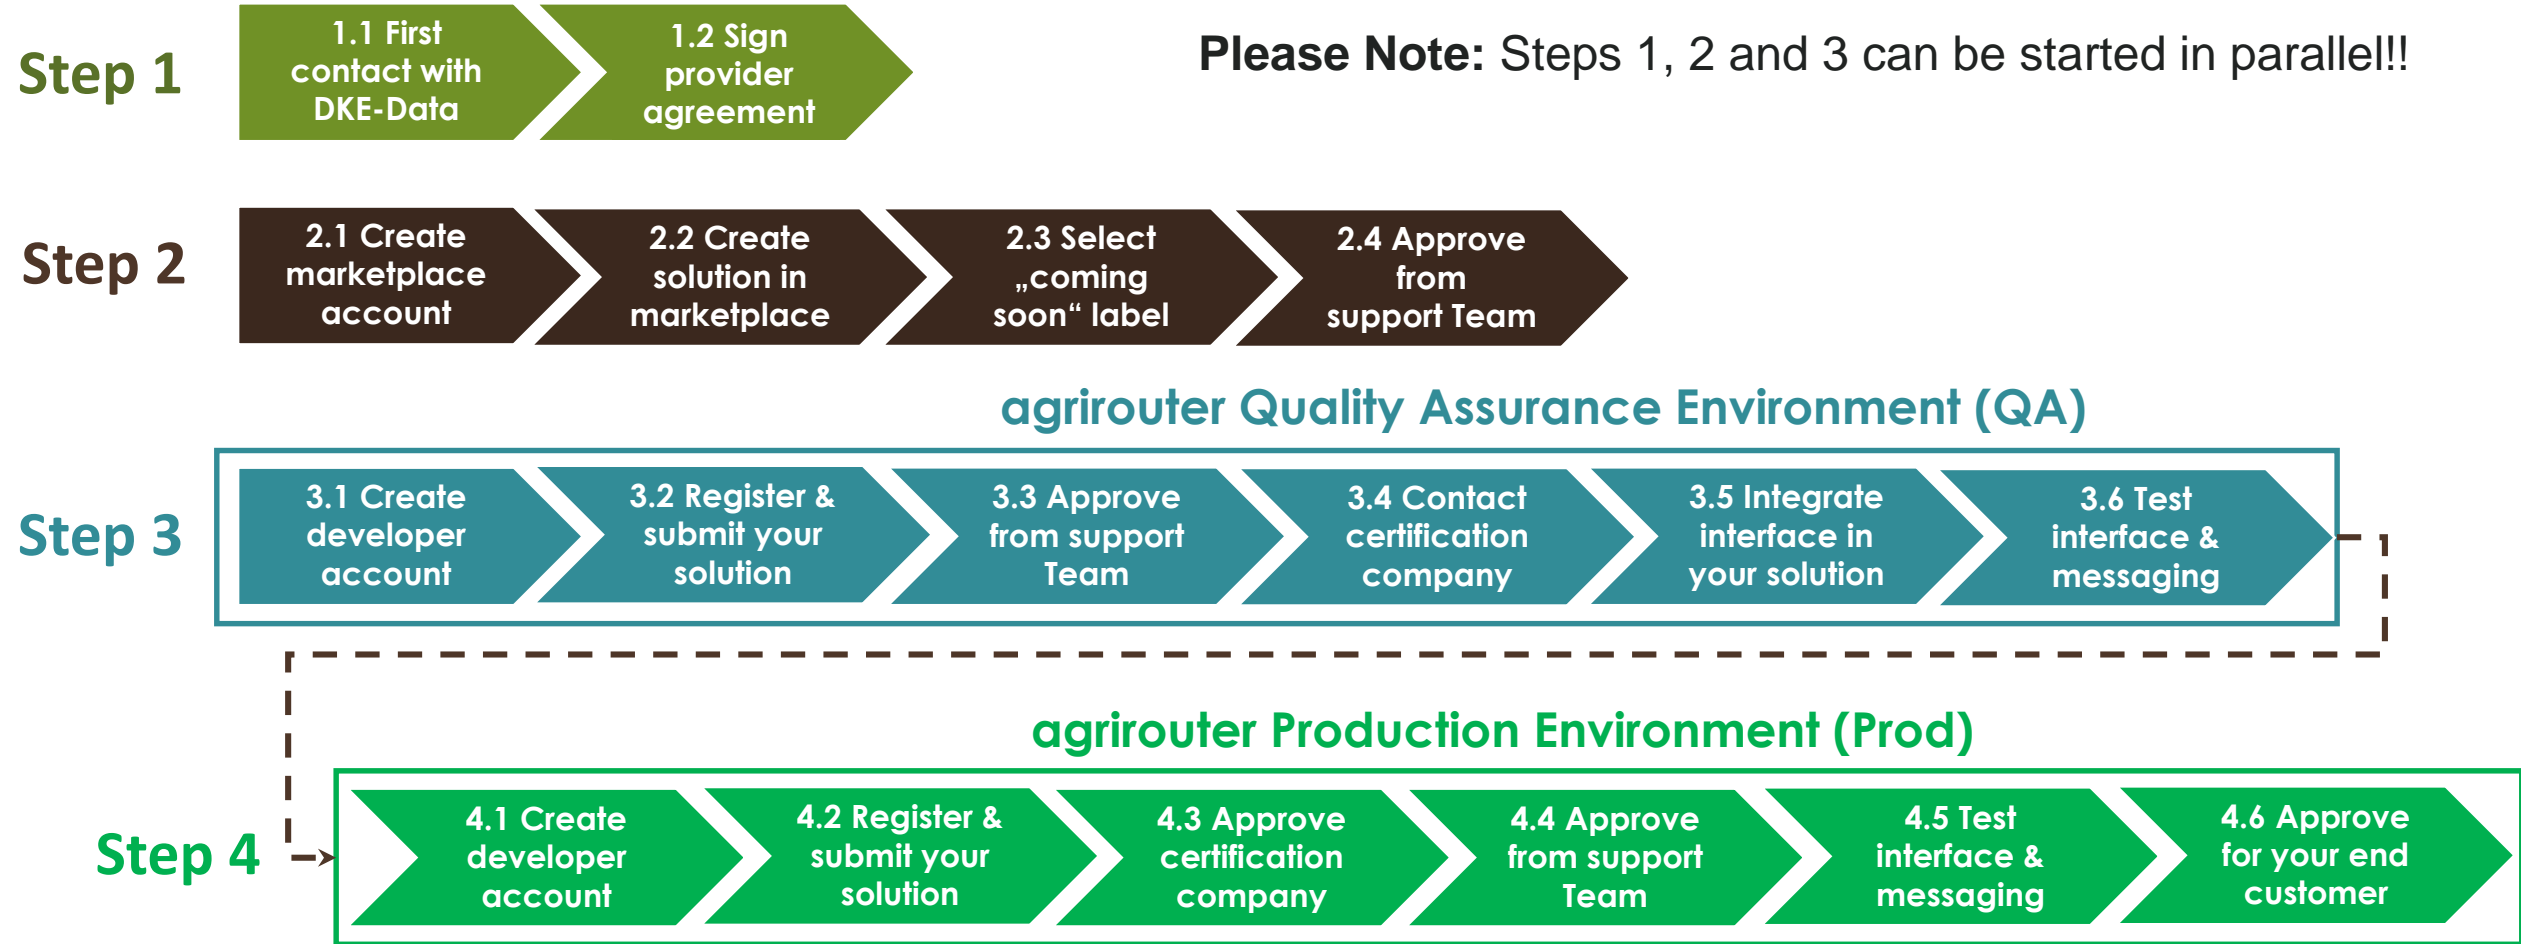 Step 1
1.1 First
contact with
DKE-Data
1.2 Sign
provider
agreement
Please Note: Steps 1, 2 and 3 can be started in parallel!!
Step 2
2.1 Create
marketplace
account
2.2 Create
solution in
marketplace
2.3 Select
„coming
soon“ label
2.4 Approve
from
support Team
agrirouter Quality Assurance Environment (QA)
Step 3
3.1 Create
developer
account
3.2 Register &
submit your
solution
3.3 Approve
from support
Team
3.4 Contact
certification
company
3.5 Integrate
interface in
your solution
3.6 Test
interface &
messaging
agrirouter Production Environment (Prod)
Step 4
4.1 Create
developer
account
4.2 Register &
submit your
solution
4.3 Approve
certification
company
4.4 Approve
from support
Team
4.5 Test
interface &
messaging
4.6 Approve
for your end
customer